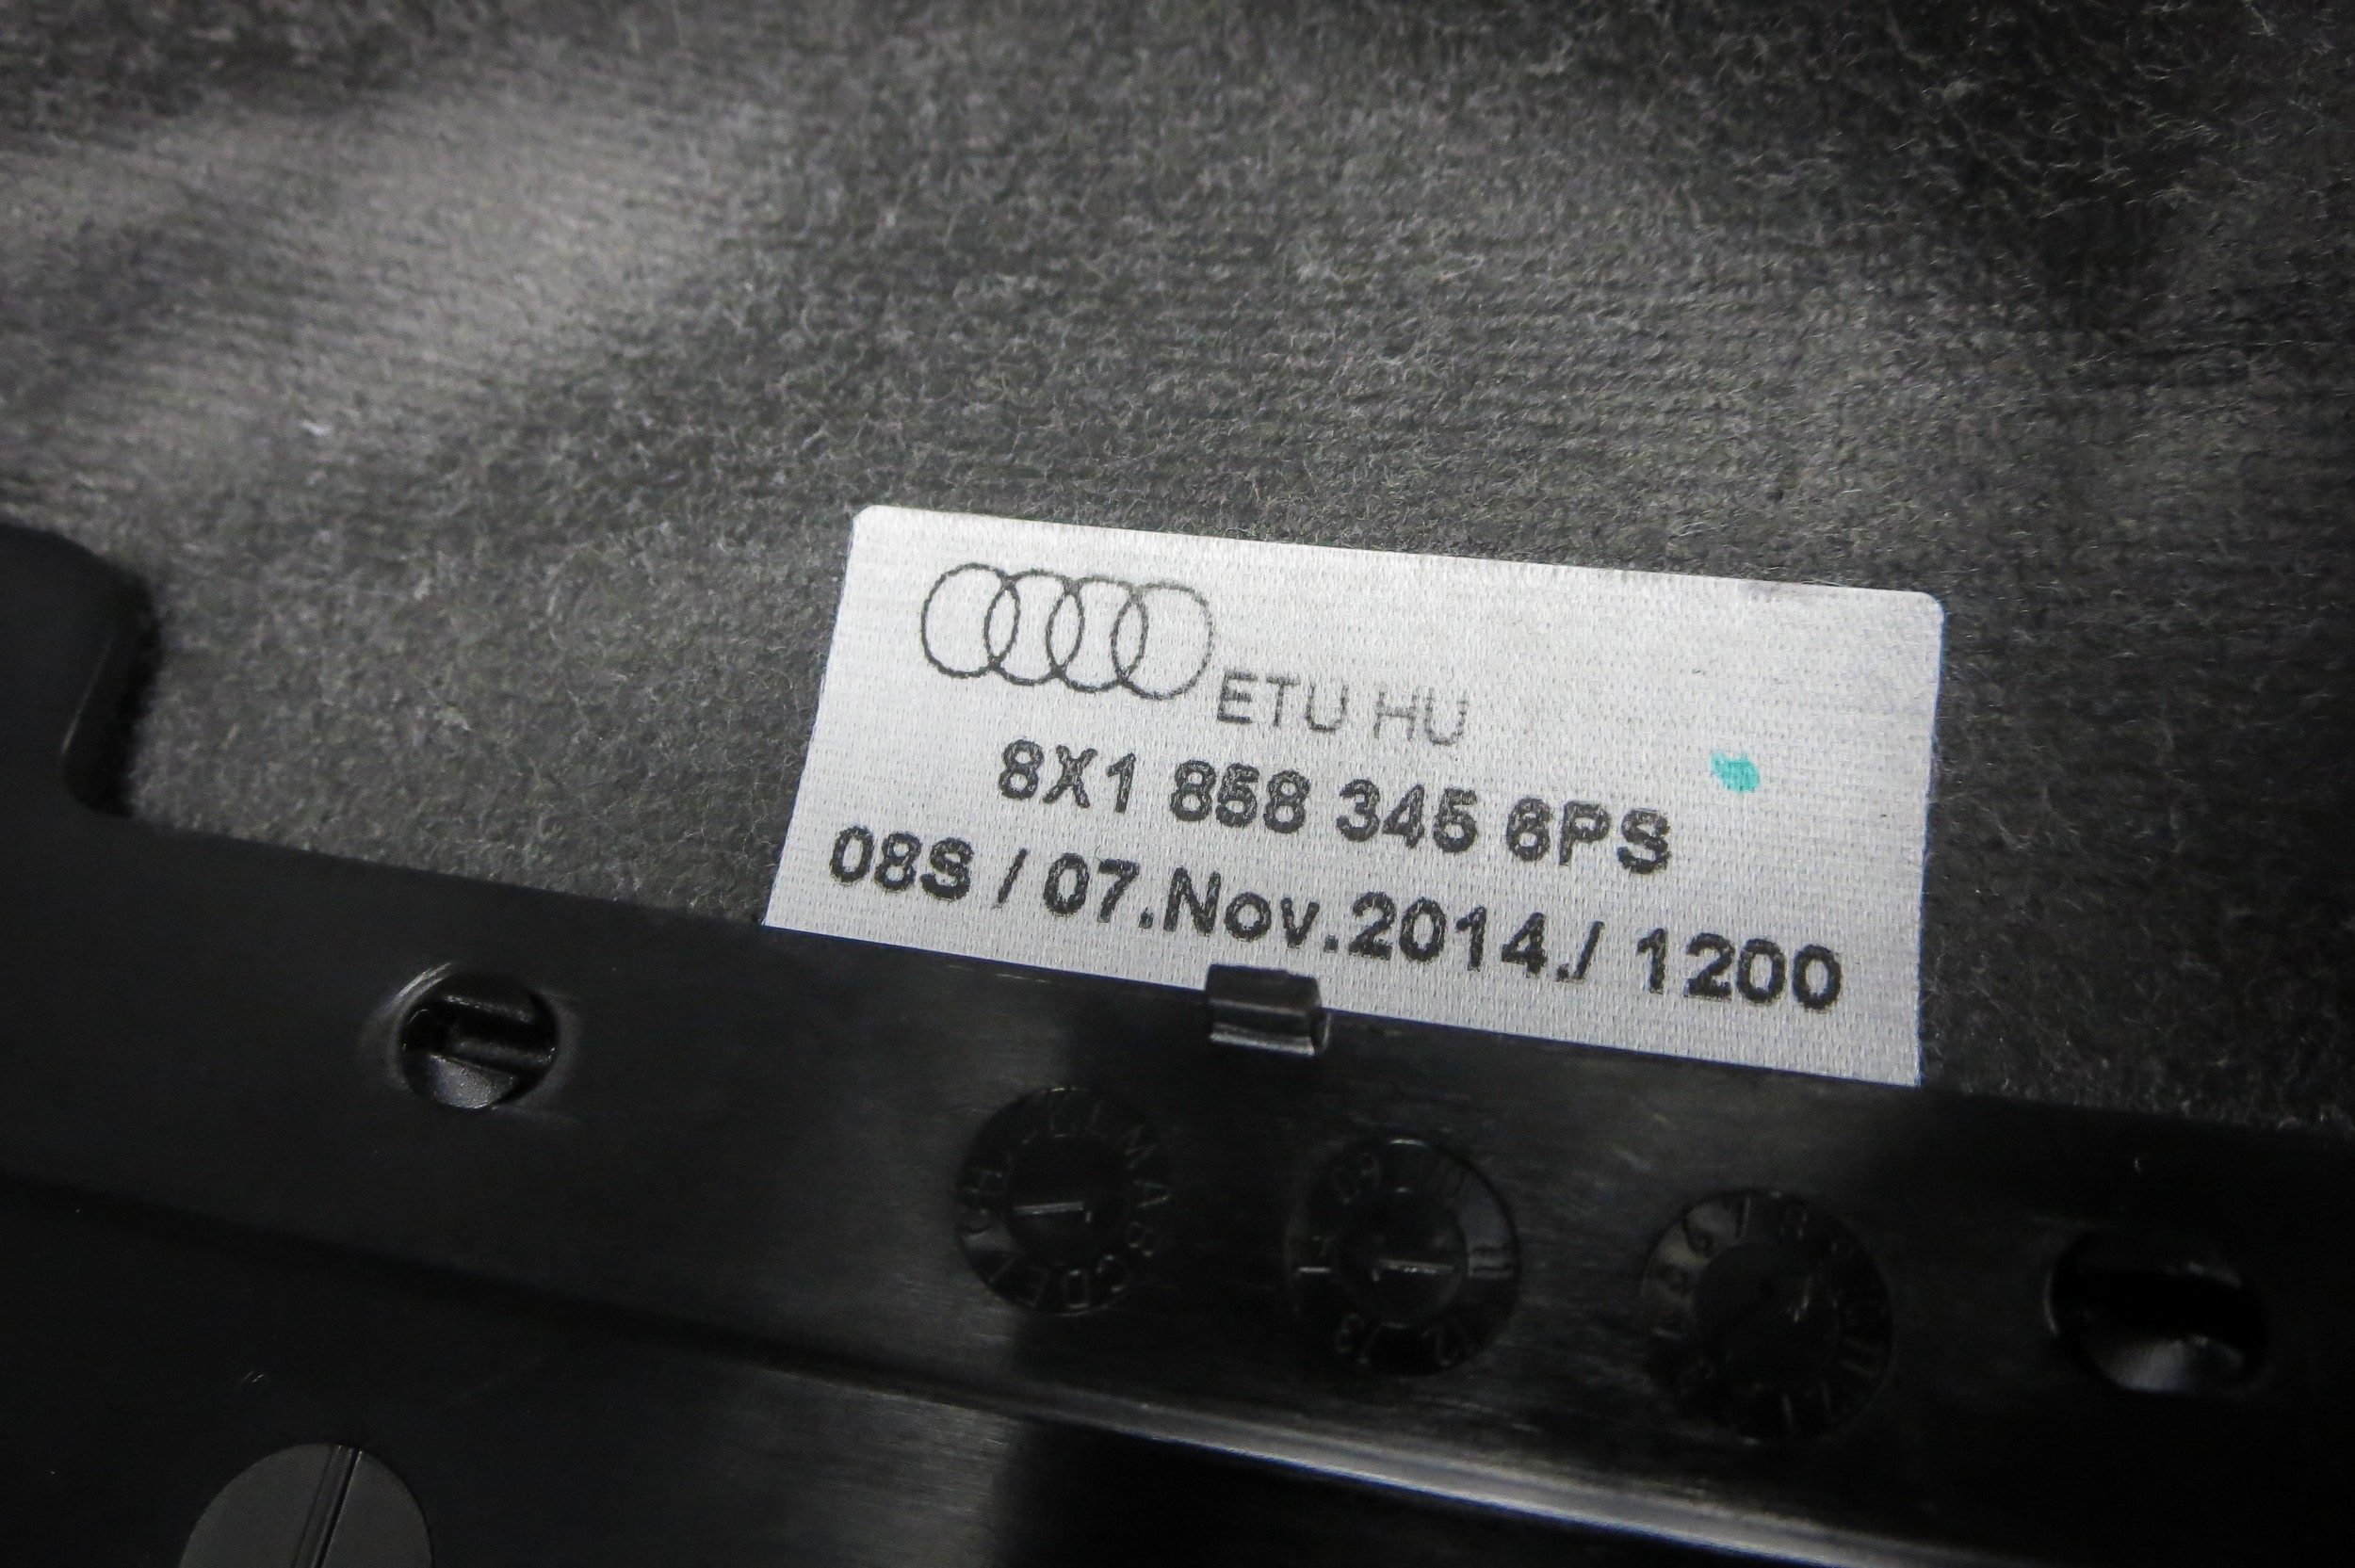 ETU HU
8X1 858 345 6PS
08S / 07.Nov.2014./ 1200